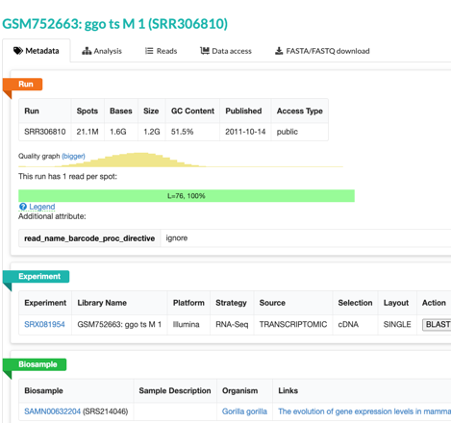 GSM752663: ggo ts M 1 (SRR306810)
Metadata Analysis Reads Data access FASTA/FASTQ download
Run
Run Spots Bases Size GC Content Published Access Type
SRR306810 21.1M 1.6G 1.2G 51.5% 2011-10-14 public
Quality graph (bigger)
This run has 1 read per spot:
L=76, 100%
Legend
Additional attribute:
read_name_barcode_proc_directive ignore
Experiment
Experiment Library Name Platform Strategy Source Selection Layout Action
SRX081954 GSM752663: ggo ts M 1 Illumina RNA-Seq TRANSCRIPTOMIC cDNA SINGLE BLAST
Biosample
Biosample Sample Description Organism Links
SAMN00632204 (SRS214046) Gorilla gorilla The evolution of gene expression levels in mamma